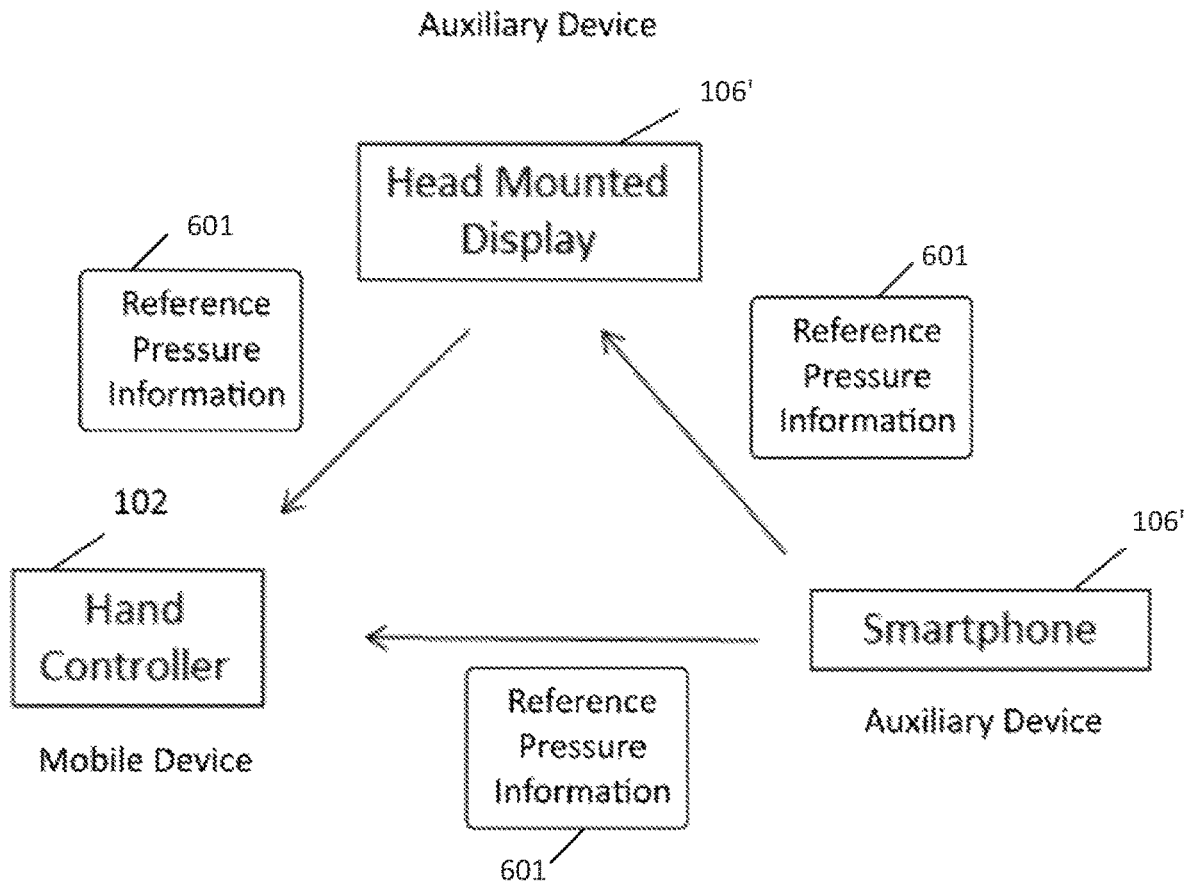 Auxiliary Device
106'
Head Mounted
Display
601
Reference
Pressure
Information
601
Reference
Pressure
Information
102
Hand
Controller
Mobile Device
106'
Smartphone
Auxiliary Device
Reference
Pressure
Information
601